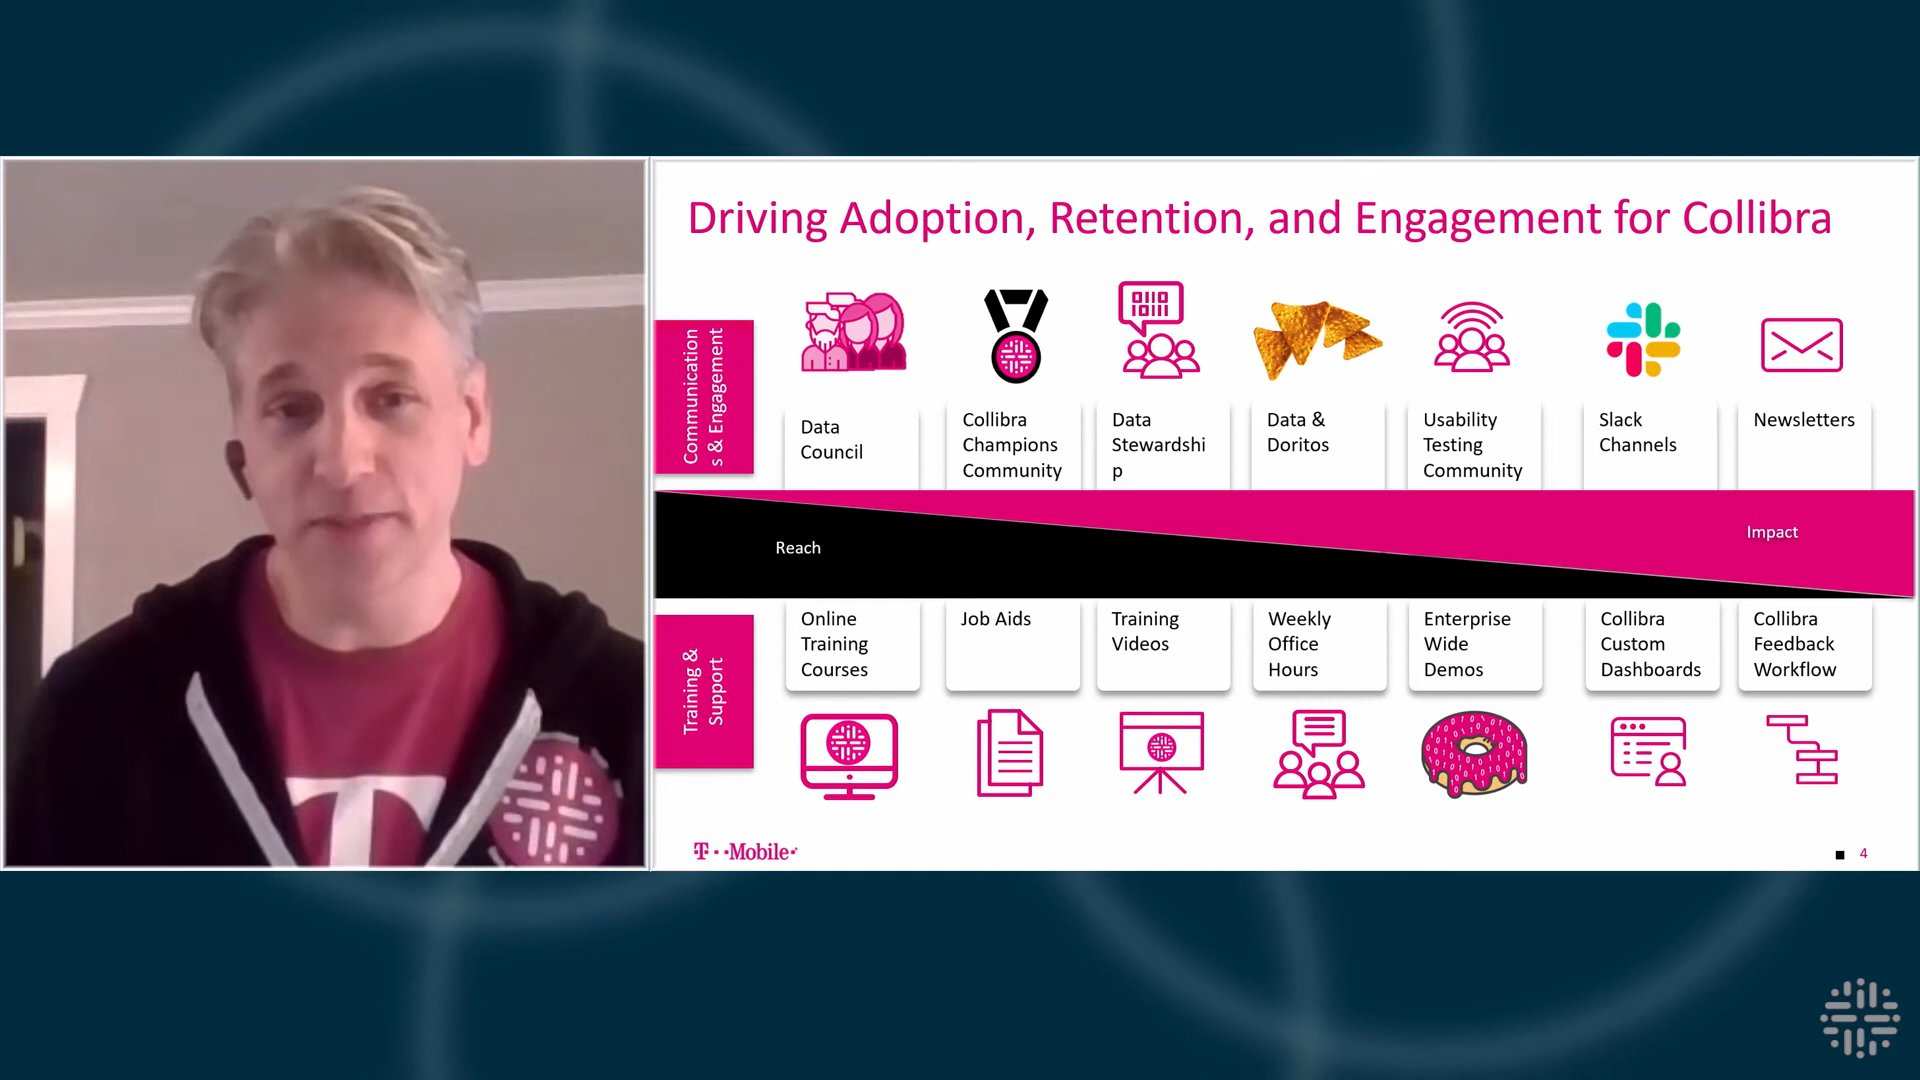 Driving Adoption, Retention, and Engagement for Collibra
Communication
s & Engagement
Data
Council
Collibra
Champions
Community
Data
Stewardshi
p
Data &
Doritos
Usability
Testing
Community
Slack
Channels
Newsletters
Reach
Impact
Training &
Support
Online
Training
Courses
Job Aids
Training
Videos
Weekly
Office
Hours
Enterprise
Wide
Demos
Collibra
Custom
Dashboards
Collibra
Feedback
Workflow
T
T··Mobile·
4